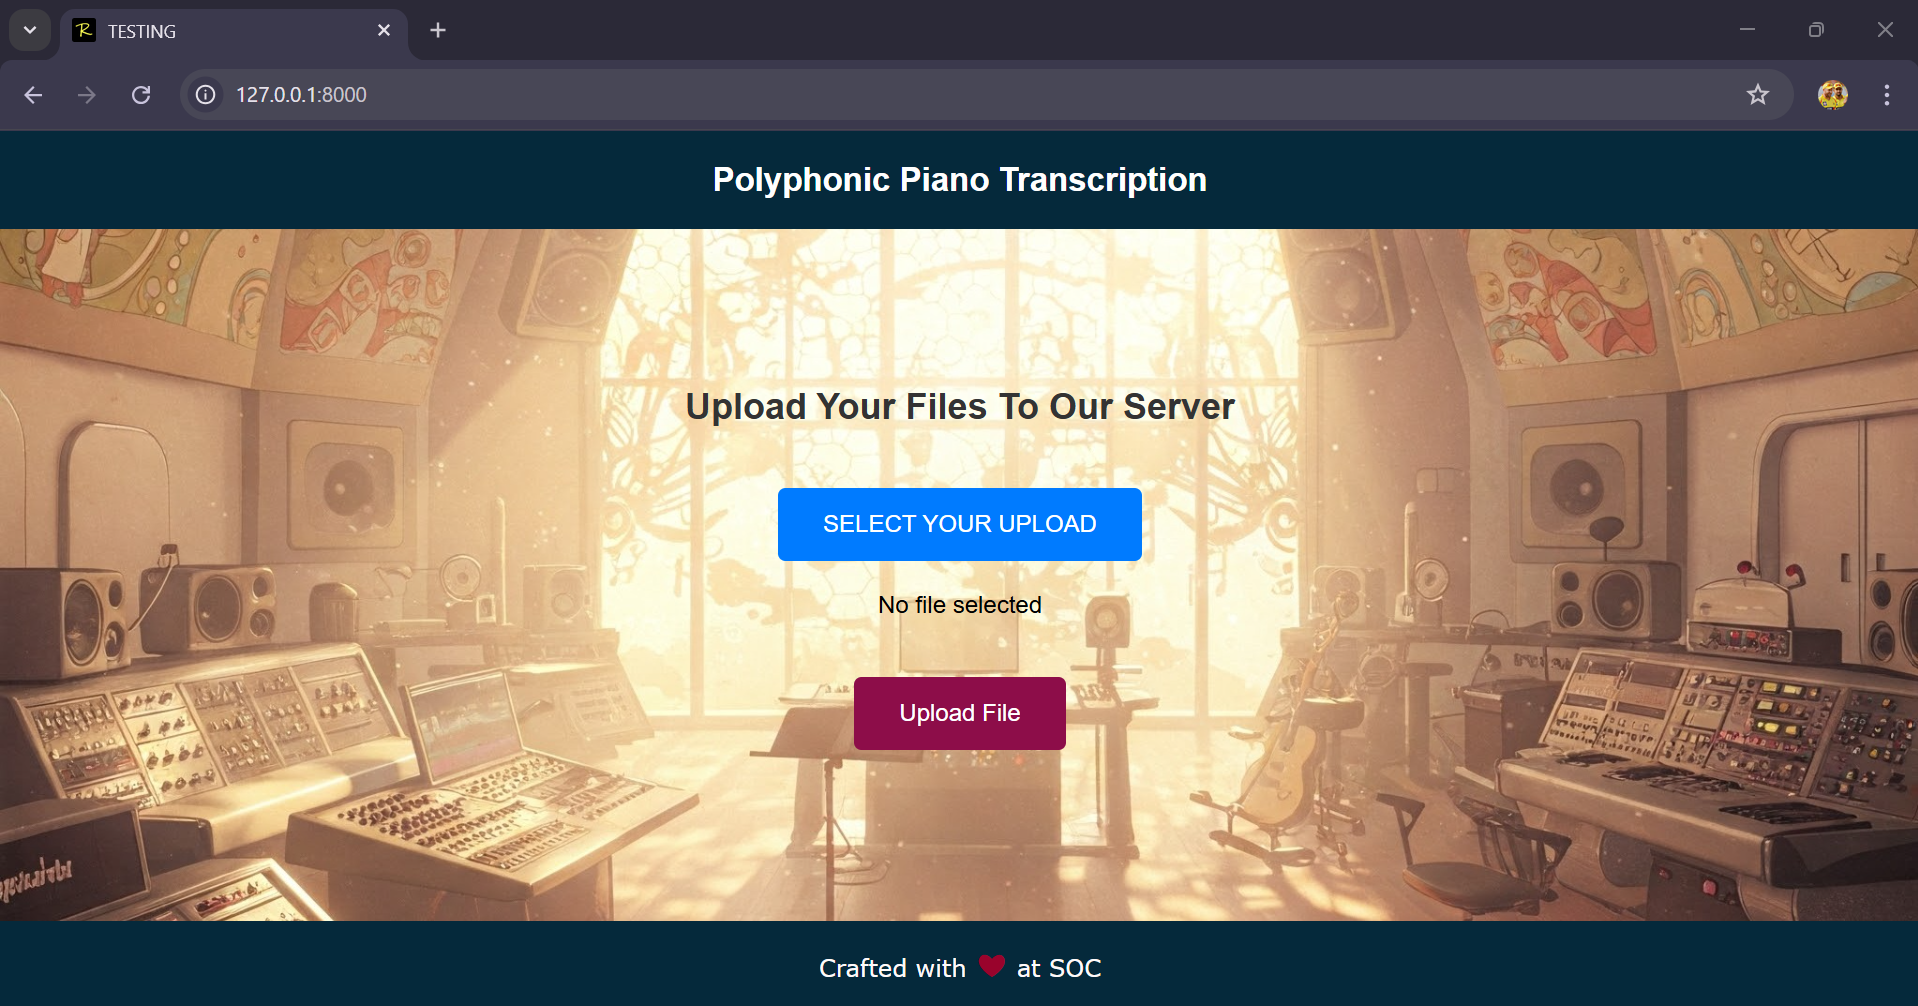 TESTING
127.0.0.1:8000
Polyphonic Piano Transcription
Upload Your Files To Our Server
SELECT YOUR UPLOAD
No file selected
Upload File
Crafted with ❤ at SOC